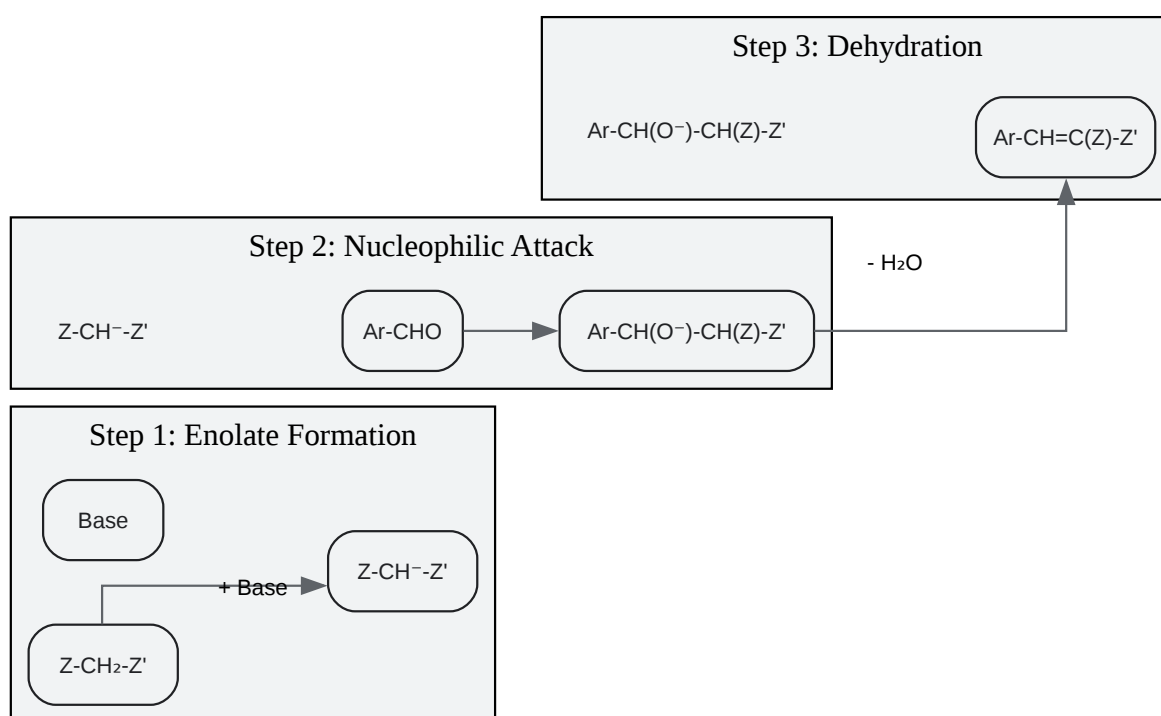 Step 3: Dehydration
Ar-CH(O⁻)-CH(Z)-Z'
Ar-CH=C(Z)-Z'
Step 2: Nucleophilic Attack
- H₂O
Z-CH⁻-Z'
Ar-CHO
Ar-CH(O⁻)-CH(Z)-Z'
Step 1: Enolate Formation
Base
Z-CH⁻-Z'
+ Base
Z-CH₂-Z'